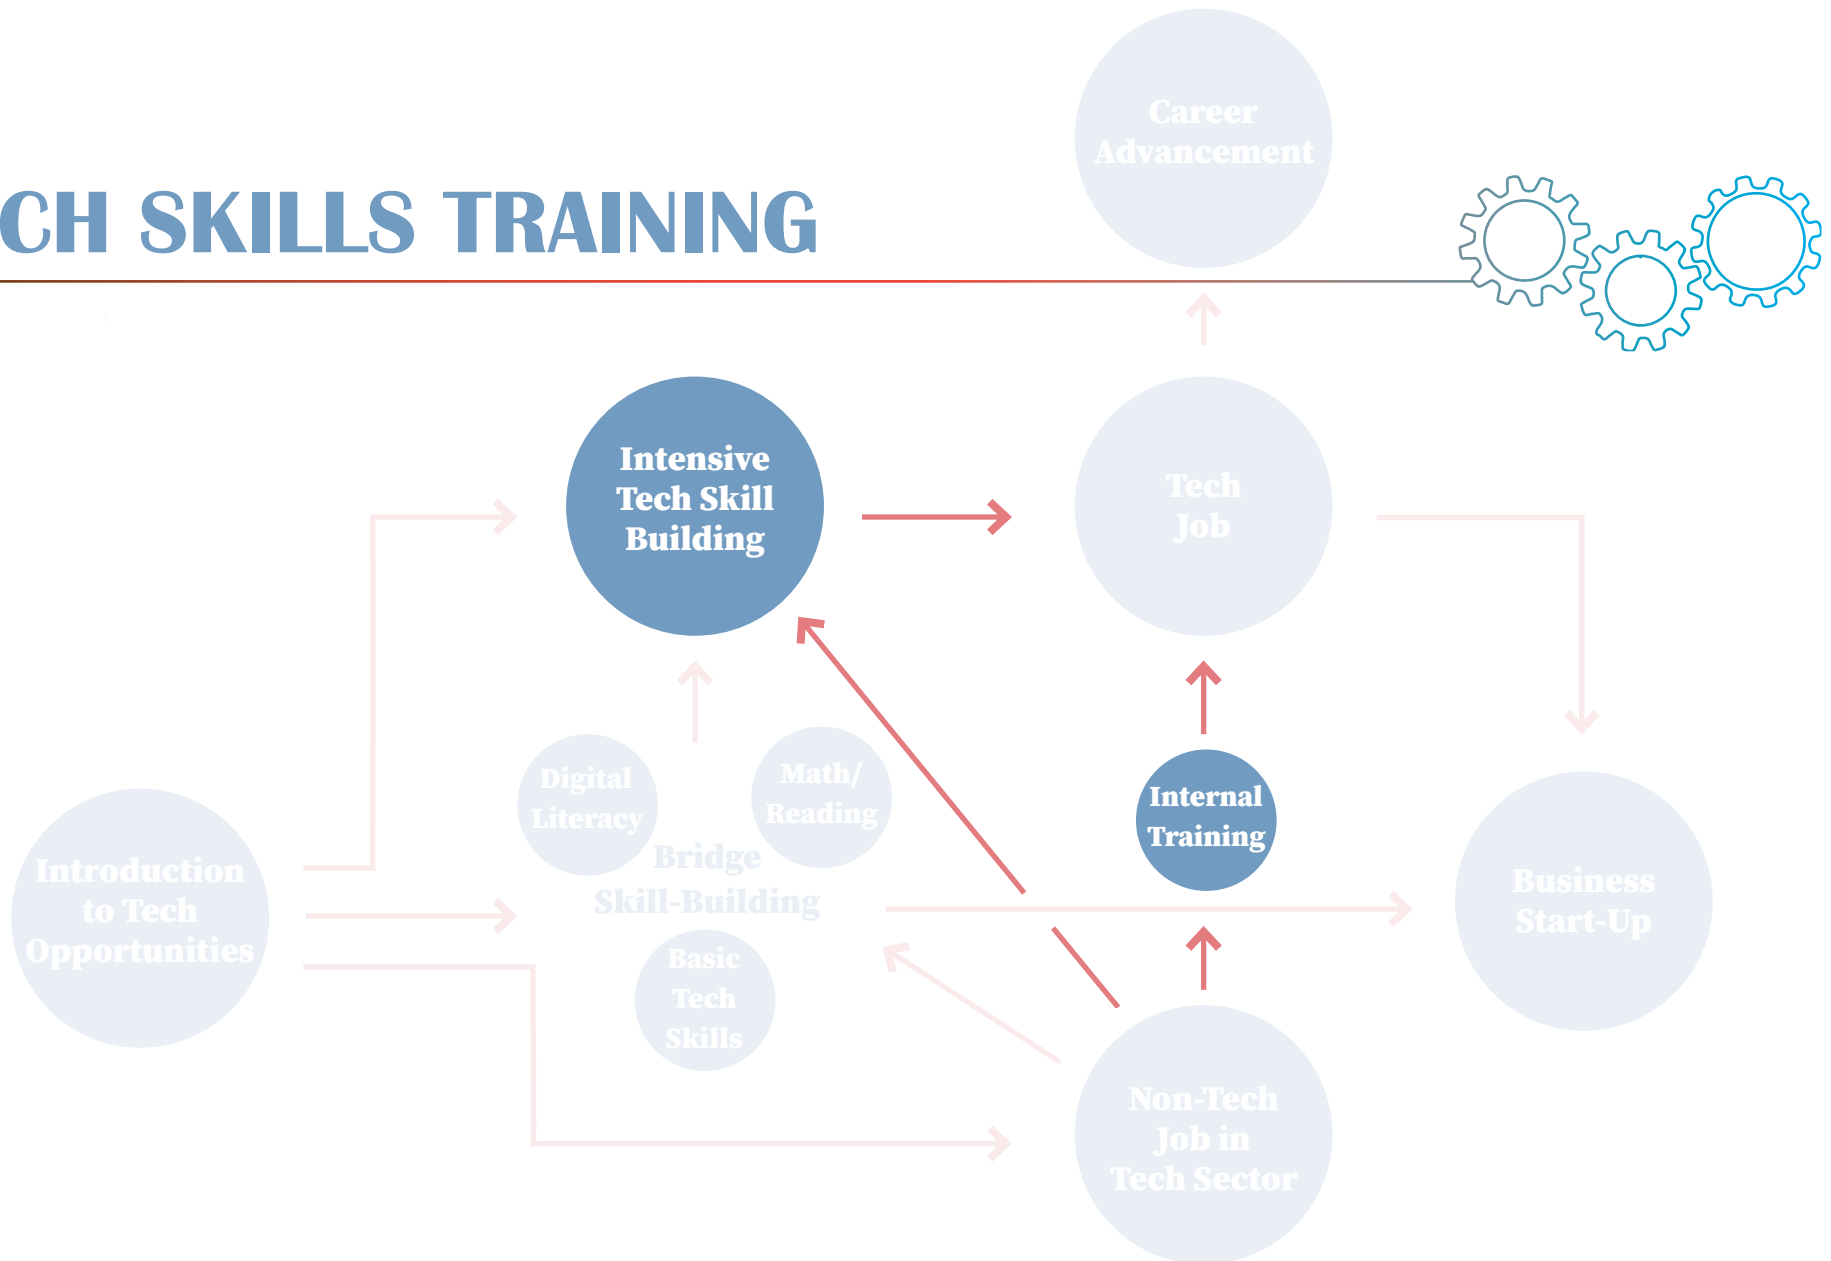 Career
Advancement
CH SKILLS TRAINING
Intensive
Tech Skill
Building
Tech
Job
Digital
Literacy
Math/
Reading
Internal
Training
Bridge
Skill-Building
Introduction
to Tech
Opportunities
Business
Start-Up
Basic
Tech
Skills
Non-Tech
Job in
Tech Sector